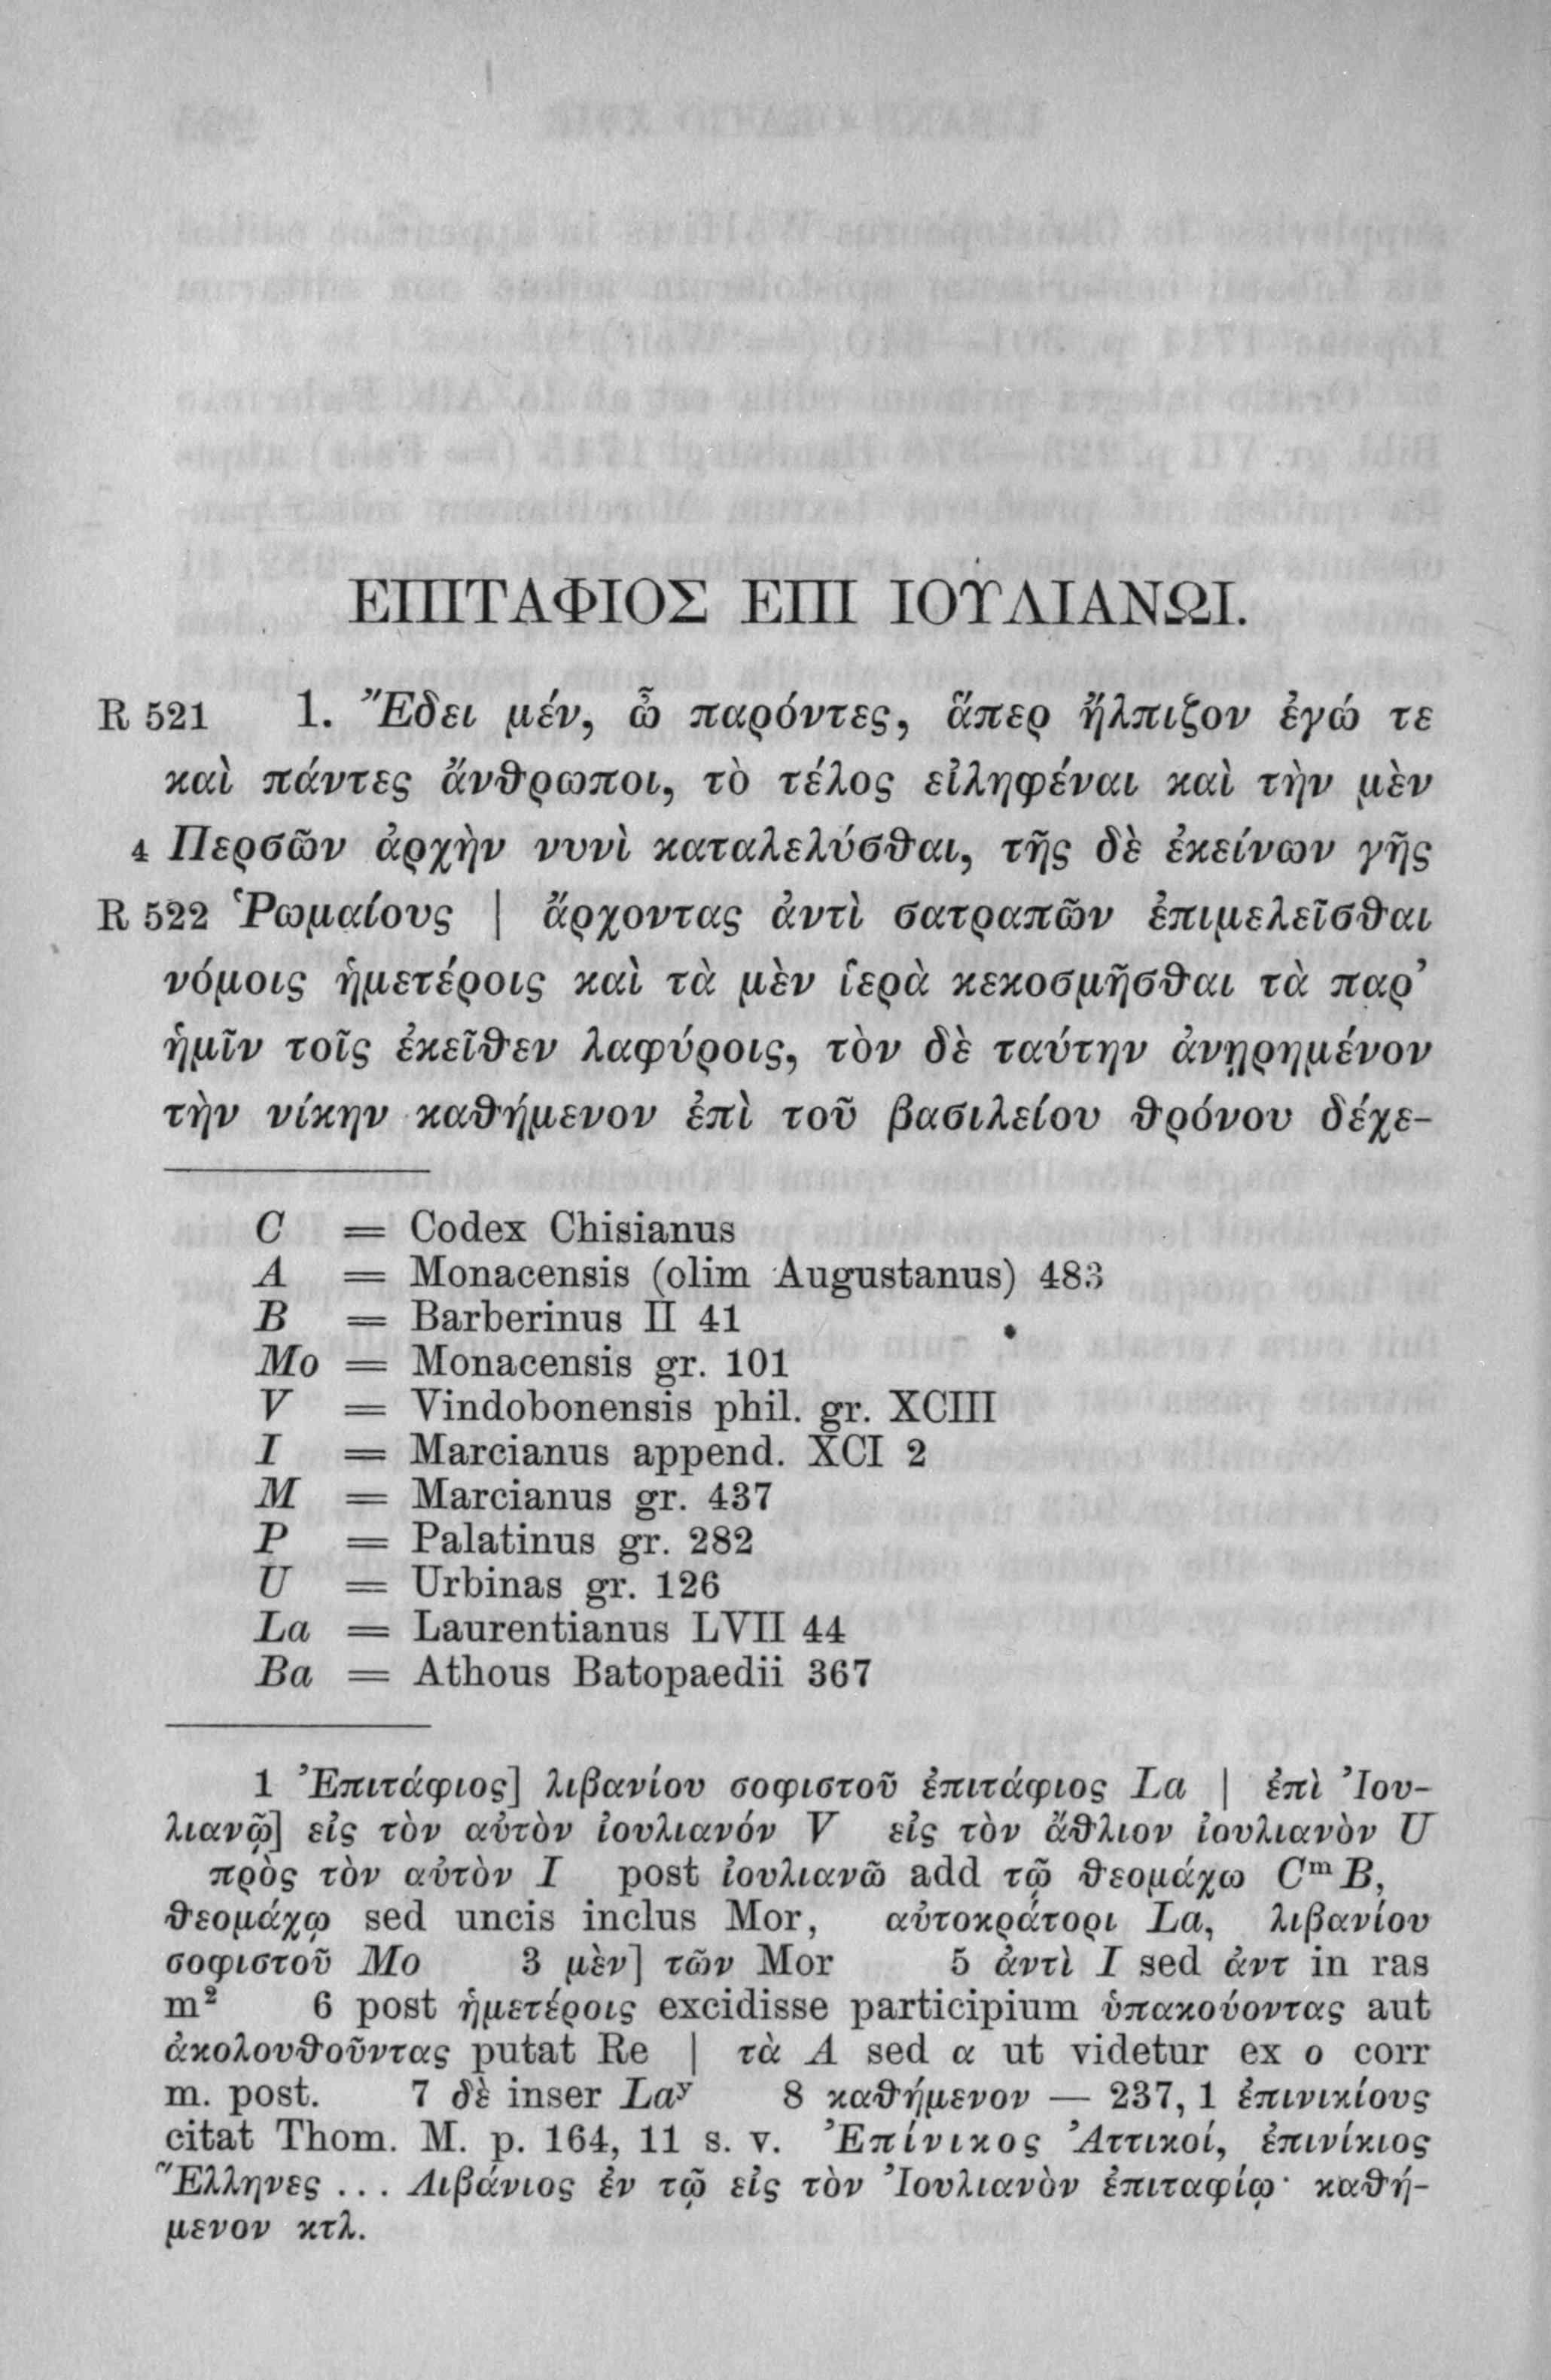 ΕΠΙΤΑΦΙΟΣ ΕΠΙ ΙΟΥΛΙΑΝΩΙ.
R 521 1. Ἔδει μέν, ὦ παρόντες, ἅπερ ἤλπιζον ἐγώ τε
καὶ πάντες ἄνθρωποι, τὸ τέλος εἰληφέναι καὶ τὴν μὲν
4 Περσῶν ἀρχὴν νυνὶ καταλελύσθαι, τῆς δὲ ἐκείνων γῆς
R 522 Ῥωμαίους | ἄρχοντας ἀντὶ σατραπῶν ἐπιμελεῖσθαι
νόμοις ἡμετέροις καὶ τὰ μὲν ἱερὰ κεκοσμῆσθαι τὰ παρ’
ἡμῖν τοῖς ἐκεῖθεν λαφύροις, τὸν δὲ ταύτην ἀνῃρημένον
τὴν νίκην καθήμενον ἐπὶ τοῦ βασιλείου θρόνου δέχε-
C = Codex Chisianus
A = Monacensis (olim Augustanus) 483
B = Barberinus II 41
Mo = Monacensis gr. 101
V = Vindobonensis phil. gr. XCIII
I = Marcianus append. XCI 2
M = Marcianus gr. 437
P = Palatinus gr. 282
U = Urbinas gr. 126
La = Laurentianus LVII 44
Ba = Athous Batopaedii 367
1 Ἐπιτάφιος] λιβανίου σοφιστοῦ ἐπιτάφιος La | ἐπὶ Ἰου-
λιανῷ] εἰς τὸν αὐτὸν ἰουλιανόν V εἰς τὸν ἄθλιον ἰουλιανὸν U
πρὸς τὸν αὐτὸν I post ἰουλιανῶ add τῷ θεομάχω Cᵐ B,
θεομάχῳ sed uncis inclus Mor, αὐτοκράτορι La, λιβανίου
σοφιστοῦ Mo 3 μὲν] τῶν Mor 5 ἀντὶ I sed ἀντ in ras
m² 6 post ἡμετέροις excidisse participium ὑπακούοντας aut
ἀκολουθοῦντας putat Re | τὰ A sed α ut videtur ex ο corr
m. post. 7 δὲ inser Laʸ 8 καθήμενον — 237, 1 ἐπινικίους
citat Thom. M. p. 164, 11 s. v. Ἐπίνικος Ἀττικοί, ἐπινίκιος
Ἕλληνες ... Λιβάνιος ἐν τῷ εἰς τὸν Ἰουλιανὸν ἐπιταφίῳ· καθή-
μενον κτλ.